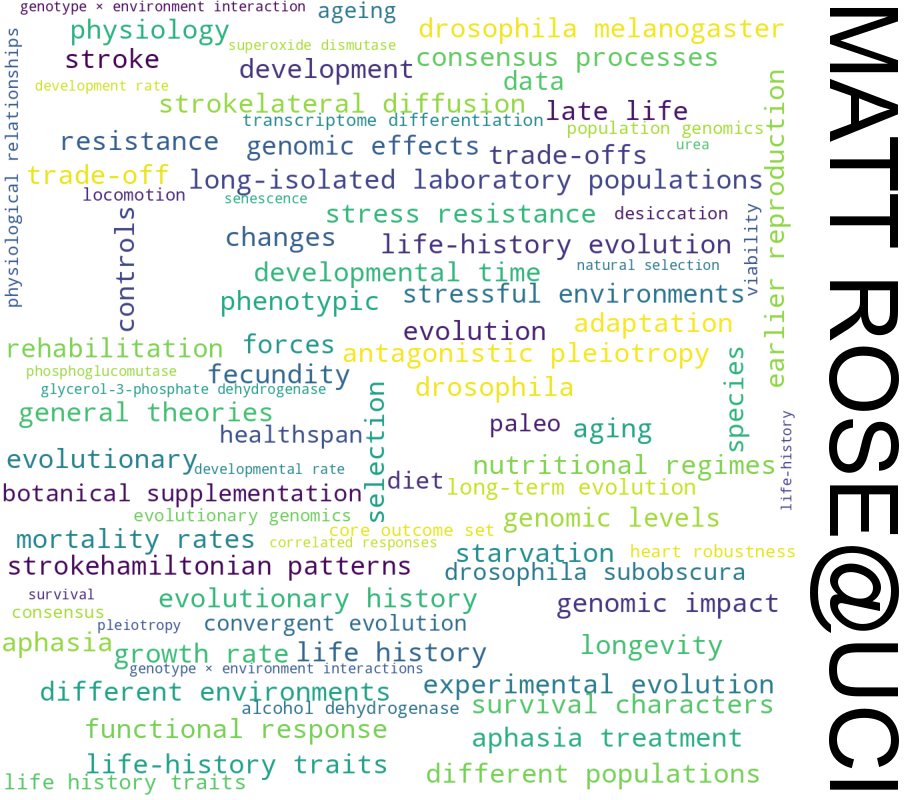 genotype × environment interaction
ageing
physiology
drosophila melanogaster
superoxide dismutase
stroke
consensus processes
development
data
development rate
strokelateral diffusion
late life
transcriptome differentiation
population genomics
resistance
genomic effects
urea
trade-offs
trade-off
long-isolated laboratory populations
locomotion
senescence
stress resistance
desiccation
changes
life-history evolution
developmental time
natural selection
phenotypic
stressful environments
evolution
adaptation
rehabilitation
forces
antagonistic pleiotropy
phosphoglucomutase
fecundity
glycerol-3-phosphate dehydrogenase
drosophila
general theories
paleo
aging
healthspan
evolutionary
developmental rate
nutritional regimes
diet
long-term evolution
botanical supplementation
evolutionary genomics
genomic levels
core outcome set
mortality rates
correlated responses
starvation
heart robustness
strokehamiltonian patterns
drosophila subobscura
survival
evolutionary history
genomic impact
consensus
pleiotropy
convergent evolution
aphasia
growth rate
life history
longevity
genotype × environment interactions
different environments
experimental evolution
alcohol dehydrogenase
survival characters
functional response
aphasia treatment
life-history traits
different populations
life history traits
physiological relationships
controls
selection
species
viability
earlier reproduction
life-history
MATT ROSE@UCI